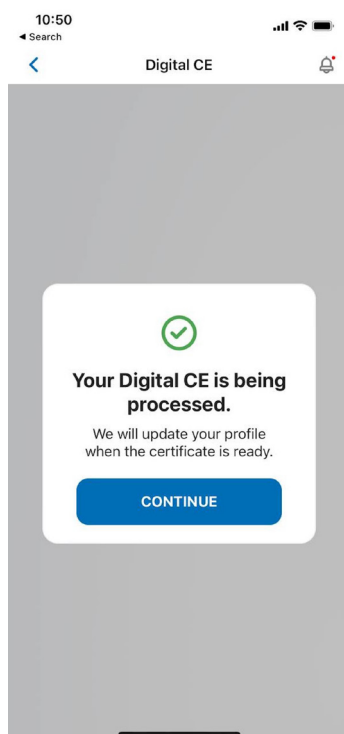 10:50
◀ Search
Digital CE
Your Digital CE is being
processed.
We will update your profile
when the certificate is ready.
CONTINUE